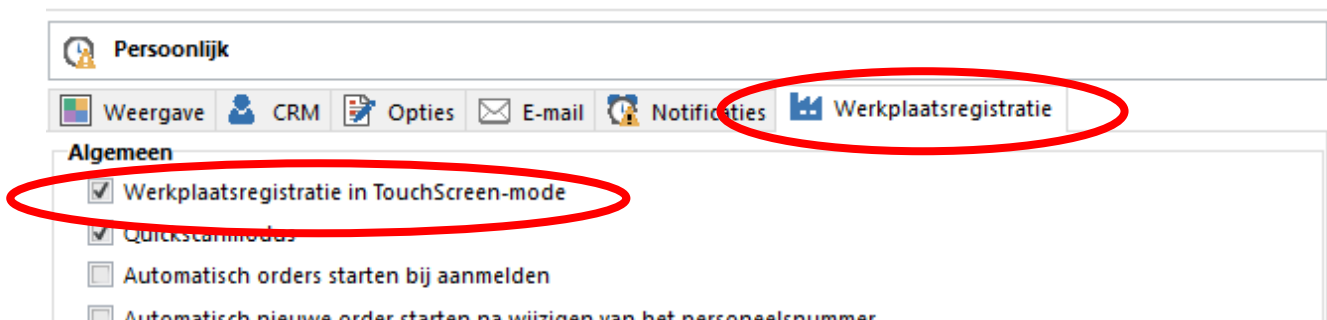 Persoonlijk
Weergave CRM Opties E-mail Notificaties Werkplaatsregistratie
Algemeen
Werkplaatsregistratie in TouchScreen-mode
Quickscanmodus
Automatisch orders starten bij aanmelden
Automatisch nieuwe order starten na wijzigen van het personeelsnummer